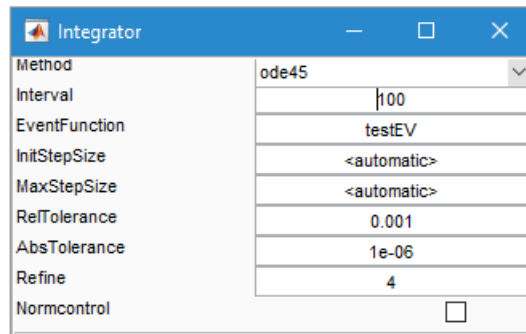 Integrator
Method ode45
Interval 100
EventFunction testEV
InitStepSize <automatic>
MaxStepSize <automatic>
RelTolerance 0.001
AbsTolerance 1e-06
Refine 4
Normcontrol